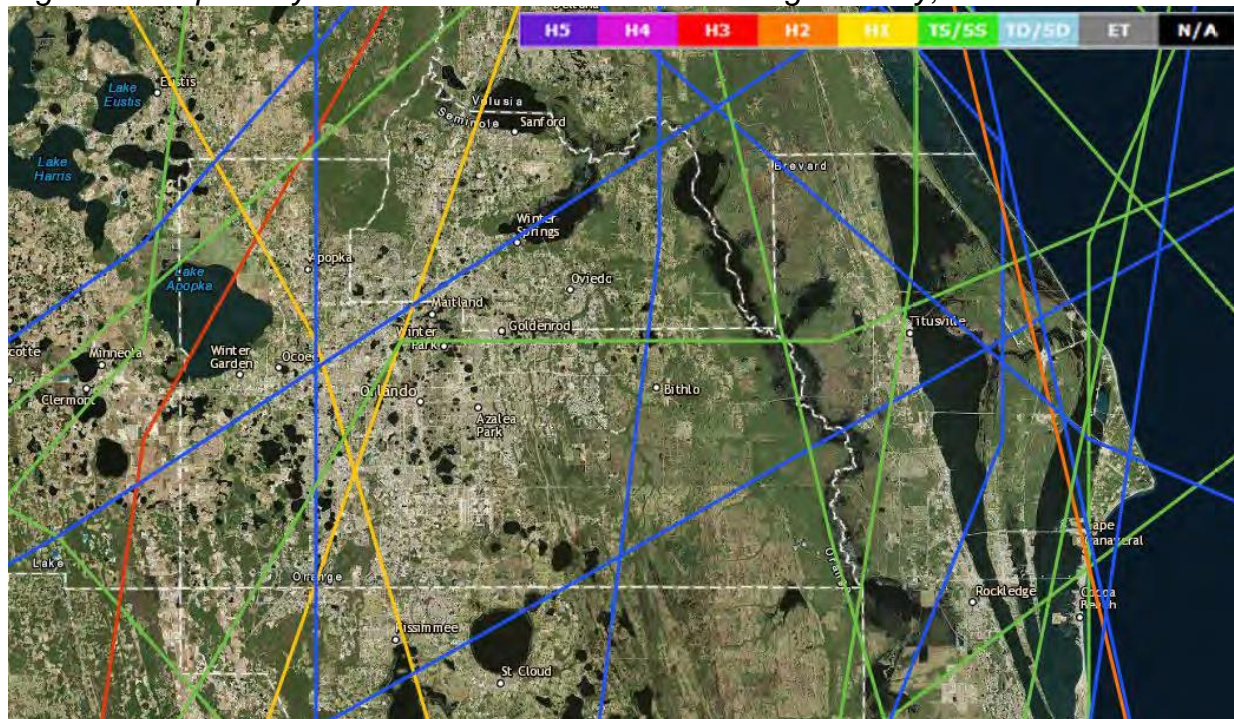 H5 H4 H3 H2 H1 TS/SS TD/SD ET N/A
Eustis
Lake
Eustis
Volusia
Seminole
Sanford
Lake
Harris
Brevard
Winter
Springs
Apopka
Lake
Apopka
Oviedo
Maitland
Goldenrod
Titusville
Winter
Park
scotte
Minneola
Winter
Garden
Ocoee
Clermont
Orlando
Bithlo
Azalea
Park
Cape
Canaveral
Lake
Orange
Orange
Rockledge
Cocoa
Beach
Kissimmee
St Cloud